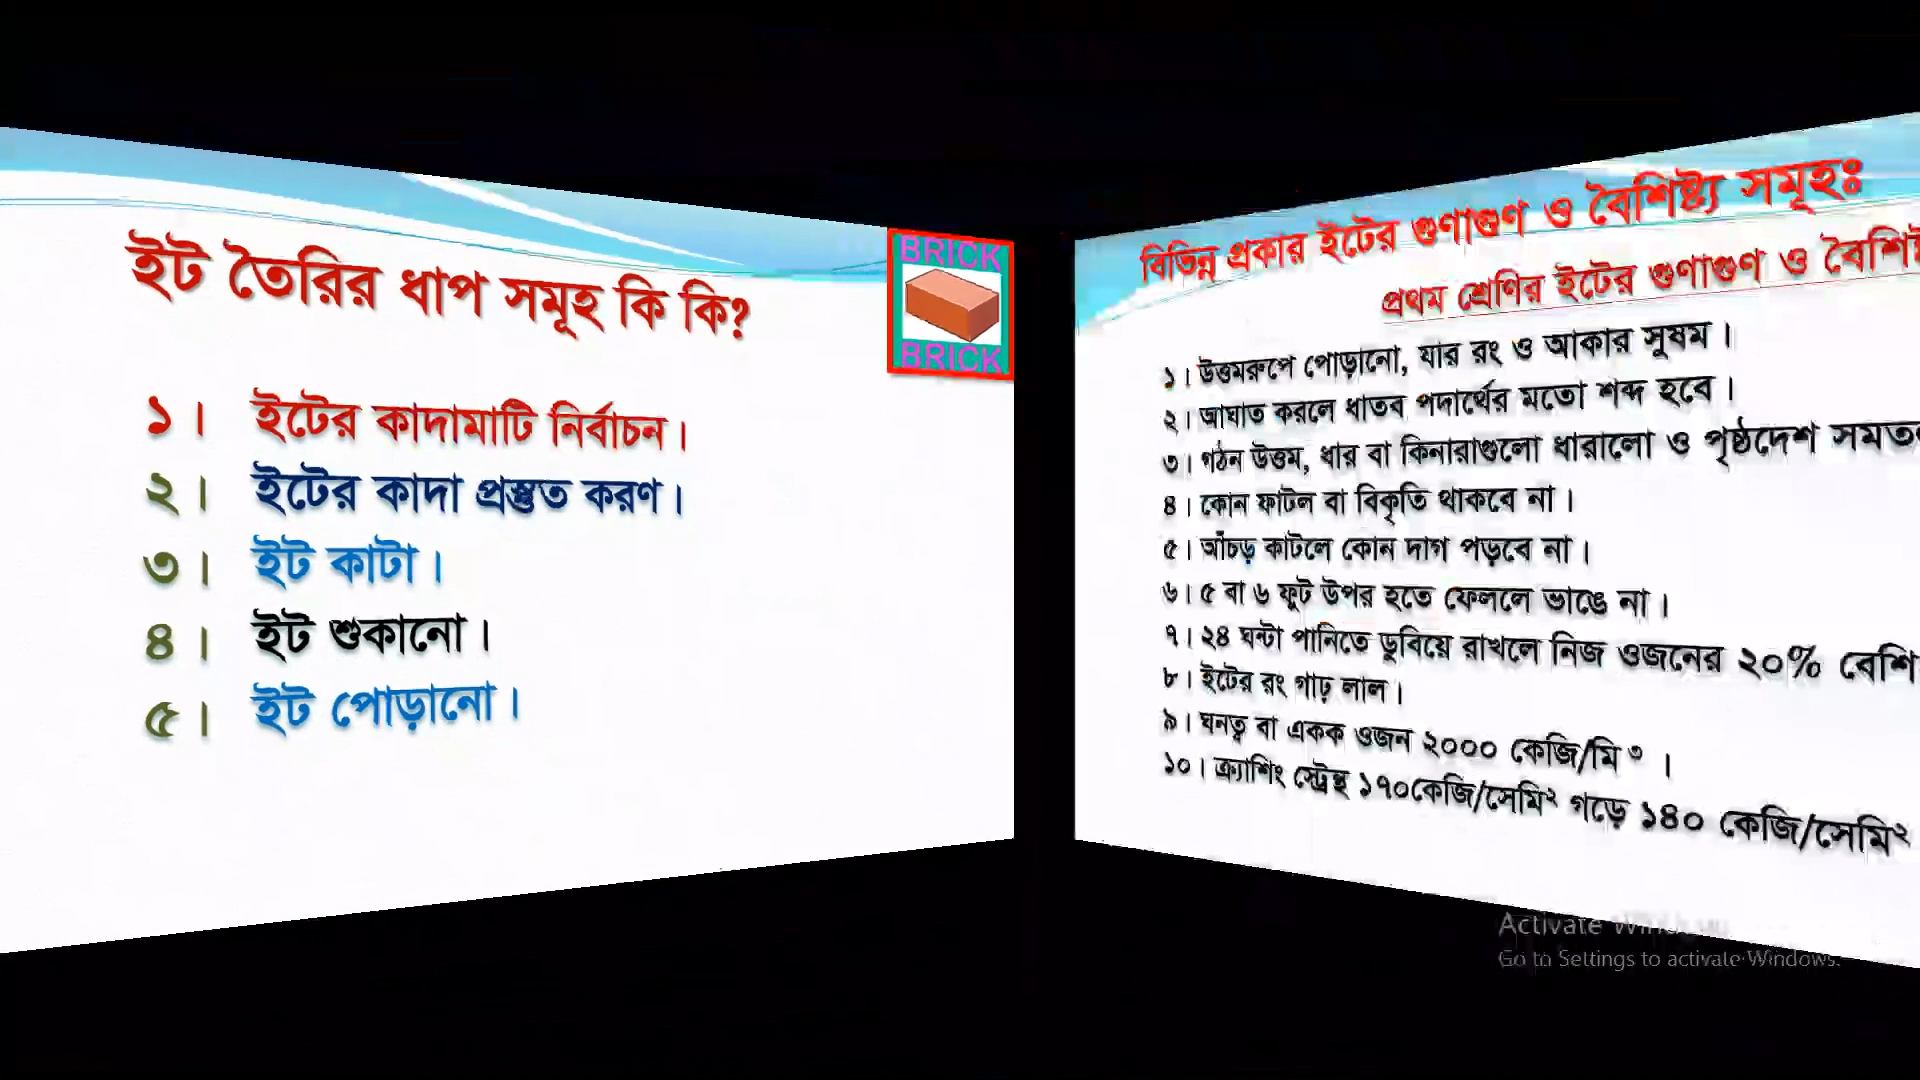 ইট তৈরির ধাপ সমূহ কি কি?
BRICK
BRICK
১। ইটের কাদামাটি নির্বাচন।
২। ইটের কাদা প্রস্তুত করণ।
৩। ইট কাটা।
৪। ইট শুকানো।
৫। ইট পোড়ানো।
বিভিন্ন প্রকার ইটের গুণাগুণ ও বৈশিষ্ট্য সমূহঃ
প্রথম শ্রেণির ইটের গুণাগুণ ও
১। উত্তমরুপে পোড়ানো, যার রং ও আকার সুষম।
২। আঘাত করলে ধাতব পদার্থের মতো শব্দ হবে।
৩। গঠন উত্তম, ধার বা কিনারাগুলো ধারালো ও পৃষ্ঠদেশ
৪। কোন ফাটল বা বিকৃতি থাকবে না।
৫। আঁচড় কাটলে কোন দাগ পড়বে না।
৬। ৫ বা ৬ ফুট উপর হতে ফেললে ভাঙে না।
৭। ২৪ ঘন্টা পানিতে ডুবিয়ে রাখলে নিজ ওজনের ২০% বেশি
৮। ইটের রং গাঢ় লাল।
৯। ঘনত্ব বা একক ওজন ২০০০ কেজি/মি ৩ ।
১০। ক্র্যাশিং স্ট্রেন্থ ১৭০কেজি/সেমি২ গড়ে ১৪০ কেজি/সেমি২
Activate Windows
Go to Settings to activate Windows.